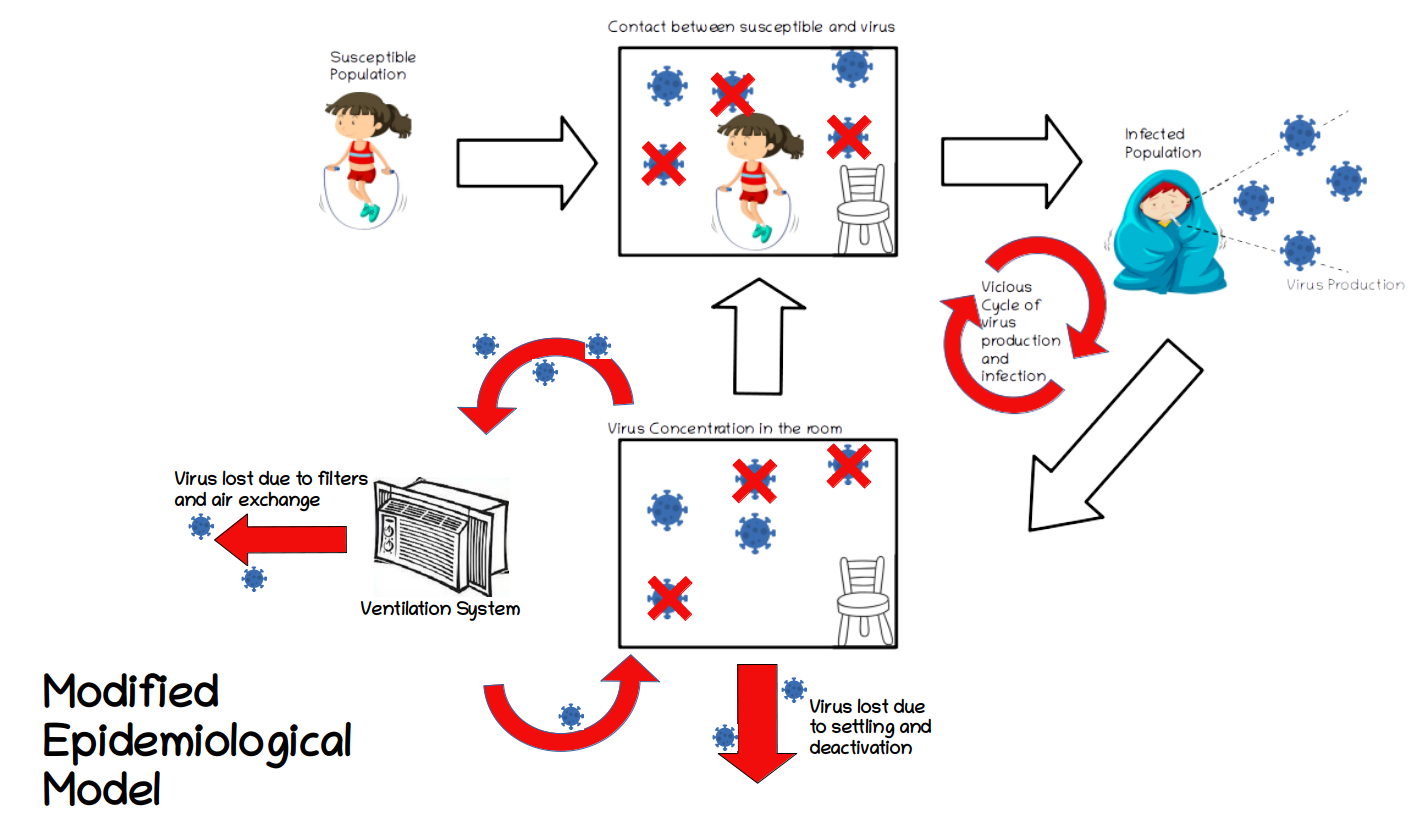 Contact between susceptible and virus
Susceptible
Population
Infected
Population
Virus Production
Vicious
Cycle of
virus
production
and
infection
Virus Concentration in the room
Virus lost due to filters
and air exchange
Ventilation System
Modified
Epidemiological
Model
Virus lost due
to settling and
deactivation